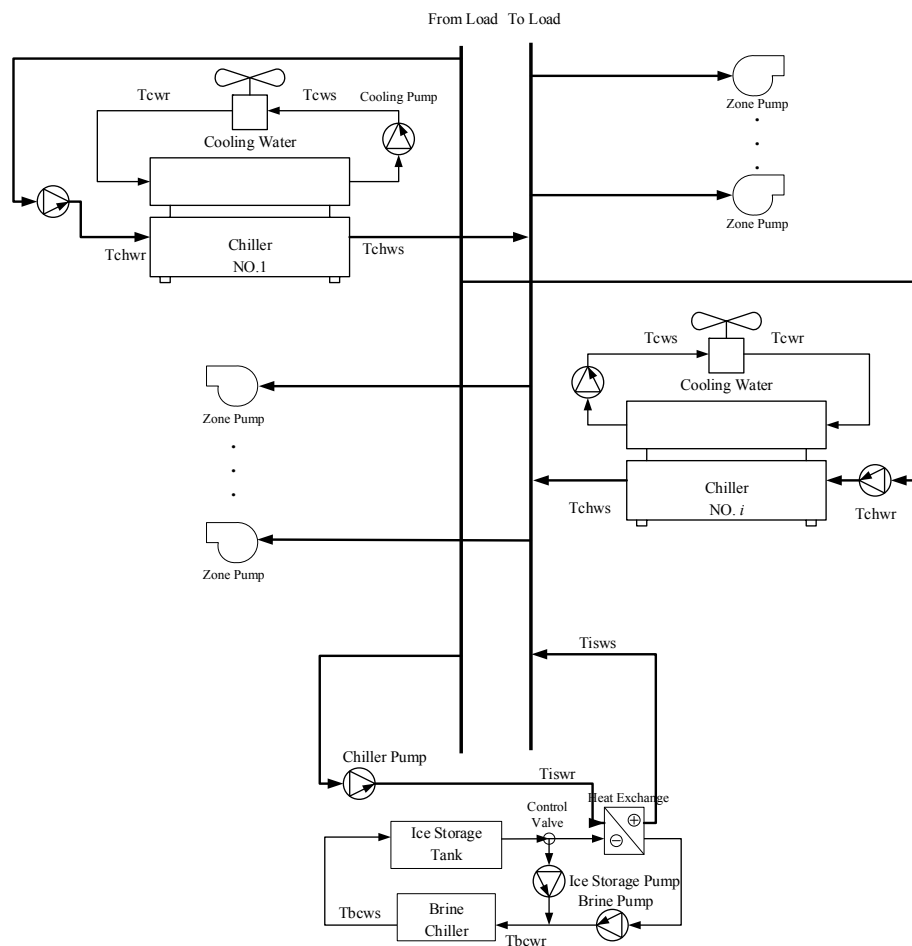 From Load To Load
Tcwr
Tcws
Cooling Pump
Cooling Water
Zone Pump
Zone Pump
Tchwr
Chiller
NO.1
Tchws
Tcws
Tcwr
Cooling Water
Zone Pump
Chiller
NO. i
Tchws
Tchwr
Zone Pump
Tisws
Chiller Pump
Tiswr
Heat Exchange
Control
Valve
Ice Storage
Tank
Ice Storage Pump
Brine Pump
Tbcws
Brine
Chiller
Tbcwr